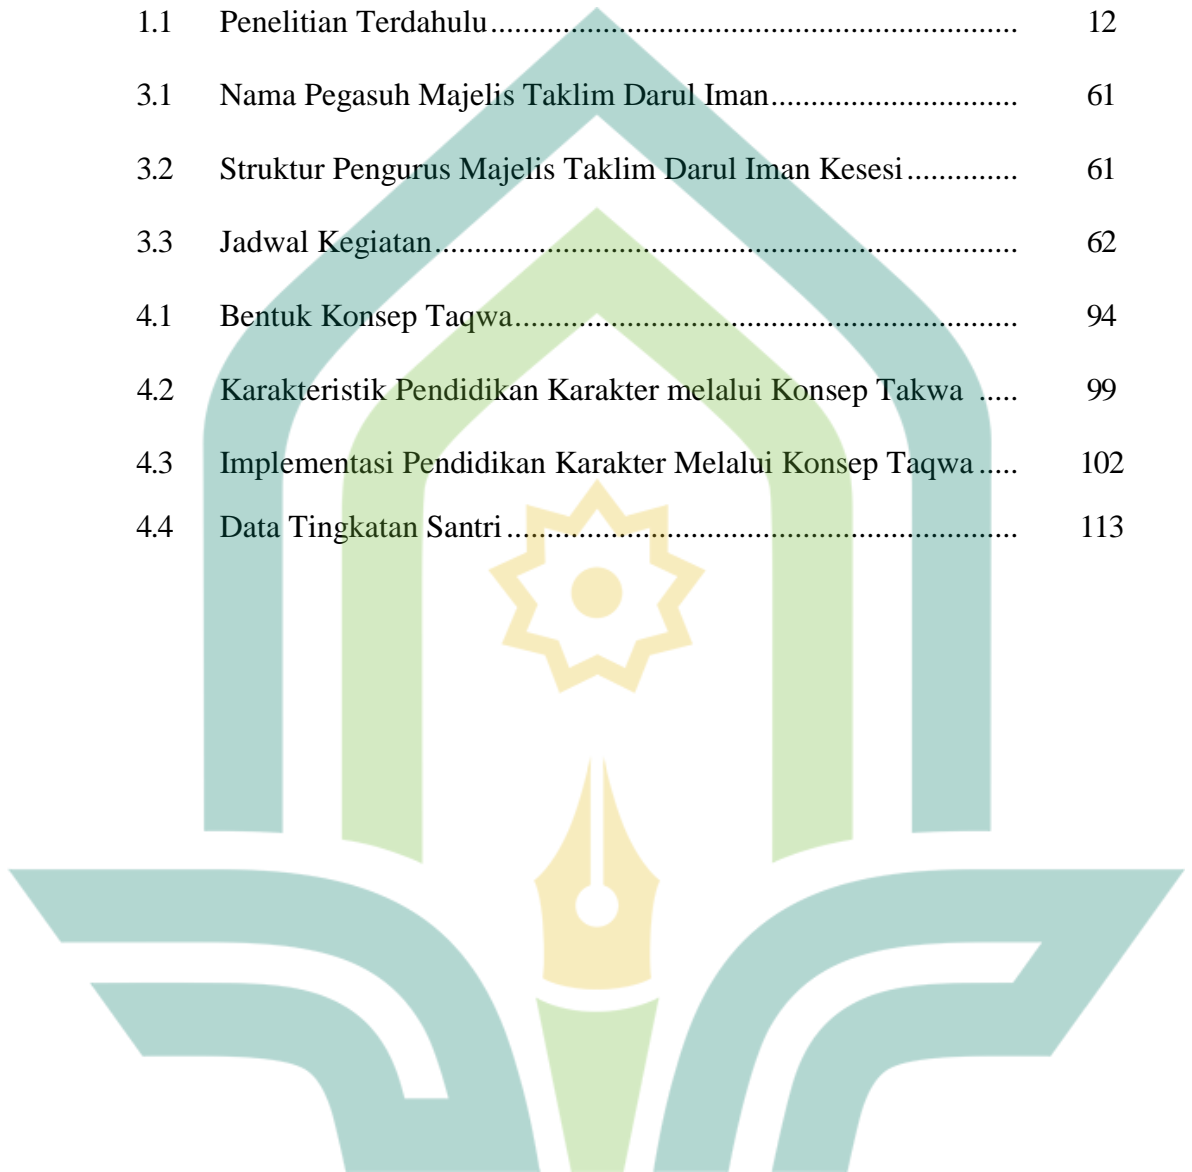 1.1 Penelitian Terdahulu................................................................. 12
3.1 Nama Pegasuh Majelis Taklim Darul Iman.............................. 61
3.2 Struktur Pengurus Majelis Taklim Darul Iman Kesesi.............. 61
3.3 Jadwal Kegiatan........................................................................ 62
4.1 Bentuk Konsep Taqwa.............................................................. 94
4.2 Karakteristik Pendidikan Karakter melalui Konsep Takwa ..... 99
4.3 Implementasi Pendidikan Karakter Melalui Konsep Taqwa..... 102
4.4 Data Tingkatan Santri............................................................... 113